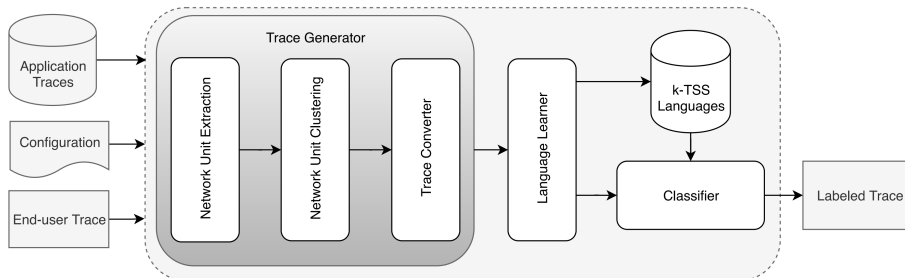 Application
Traces
Configuration
End-user Trace
Trace Generator
Network Unit Extraction
Network Unit Clustering
Trace Converter
Language Learner
k-TSS
Languages
Classifier
Labeled Trace